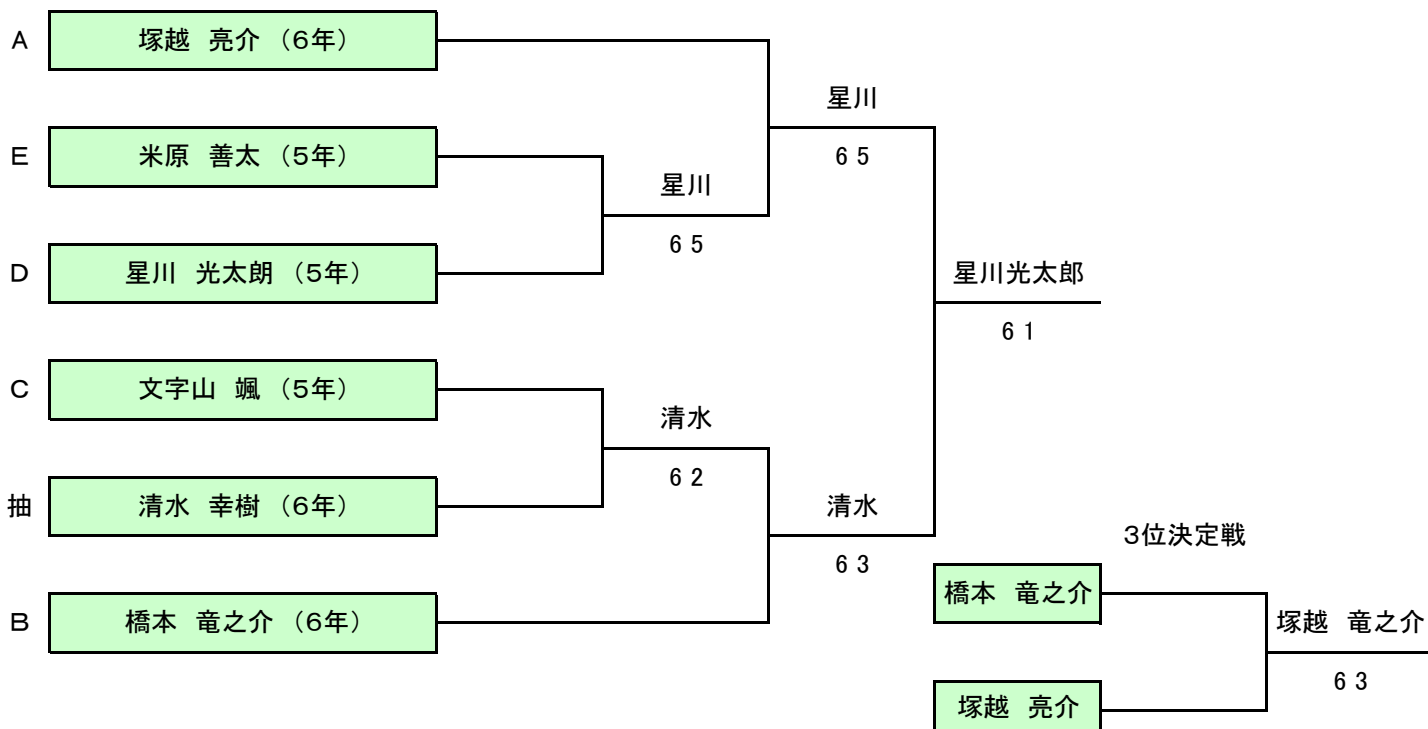 A
塚越 亮介 (6年)
星川
6 5
E
米原 善太 (5年)
星川
6 5
D
星川 光太朗 (5年)
星川光太郎
6 1
C
文字山 颯 (5年)
清水
6 2
抽
清水 幸樹 (6年)
清水
6 3
B
橋本 竜之介 (6年)
3位決定戦
橋本 竜之介
塚越 竜之介
6 3
塚越 亮介